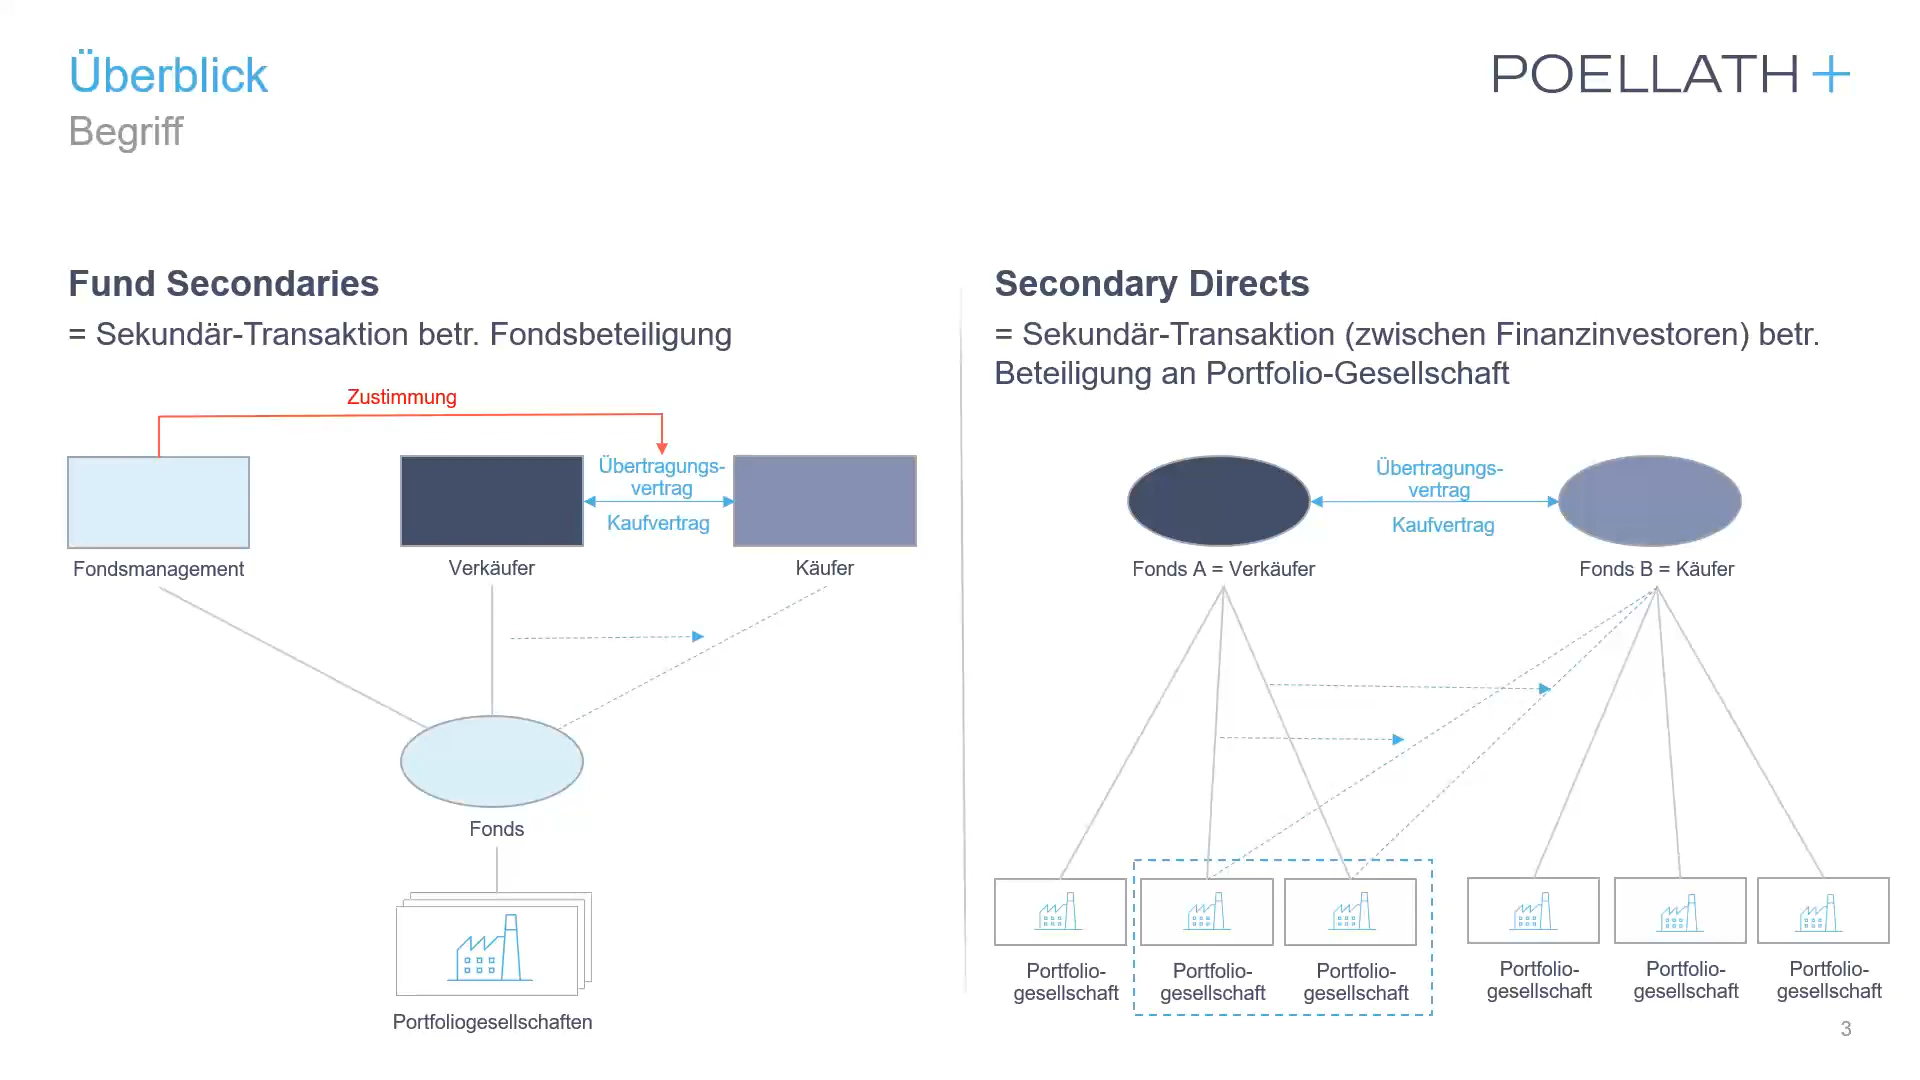 Überblick
Begriff
POELLATH+
Fund Secondaries
= Sekundär-Transaktion betr. Fondsbeteiligung
Zustimmung
Übertragungs-
vertrag
Kaufvertrag
Fondsmanagement
Verkäufer
Käufer
Fonds
Portfoliogesellschaften
Secondary Directs
= Sekundär-Transaktion (zwischen Finanzinvestoren) betr.
Beteiligung an Portfolio-Gesellschaft
Übertragungs-
vertrag
Kaufvertrag
Fonds A = Verkäufer
Fonds B = Käufer
Portfolio-
gesellschaft
Portfolio-
gesellschaft
Portfolio-
gesellschaft
Portfolio-
gesellschaft
Portfolio-
gesellschaft
Portfolio-
gesellschaft
3